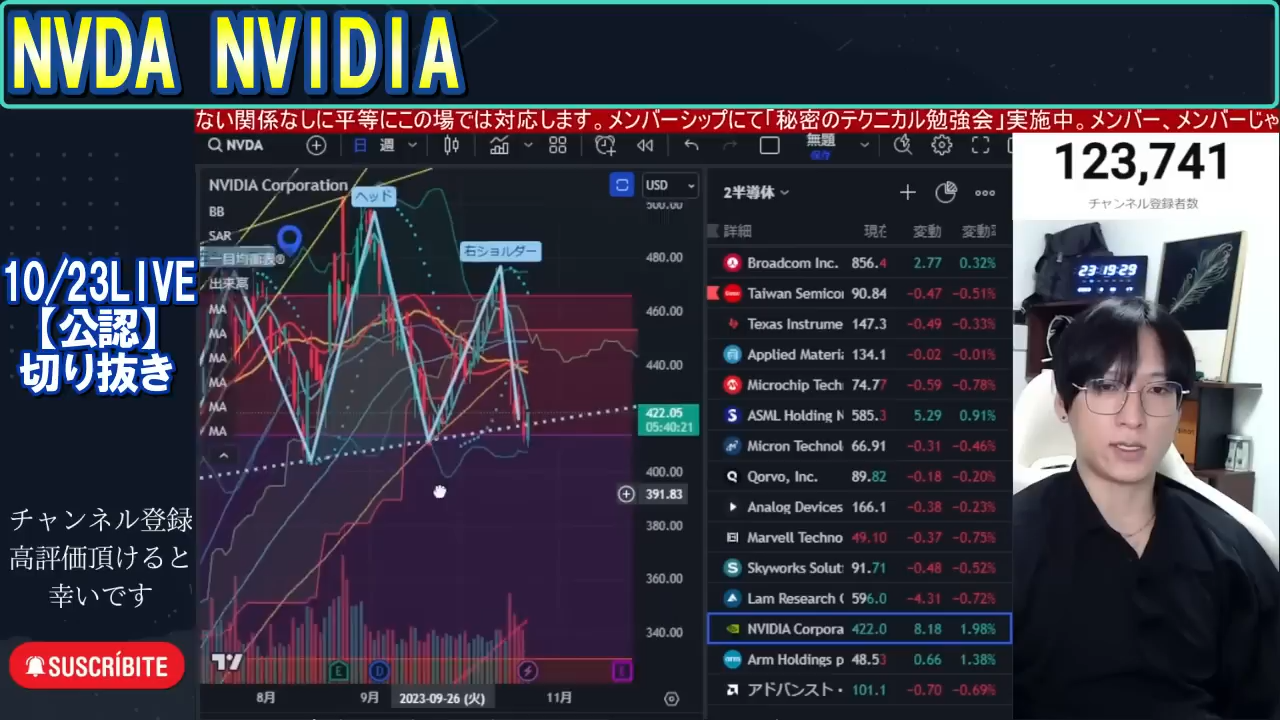 NVDA NVIDIA
ない関係なしに平等にこの場では対応します。メンバーシップにて「秘密のテクニカル勉強会」実施中。メンバー、メンバーじゃ
NVDA
日 週
無題
保存
123,741
チャンネル登録者数
NVIDIA Corporation
USD
BB
SAR
一目均衡表
出来高
MA
MA
MA
MA
MA
MA
ヘッド
右ショルダー
500.00
480.00
460.00
440.00
422.05
05:40:21
400.00
391.83
380.00
360.00
340.00
E
D
E
8月
9月
2023-09-26 (火)
11月
2半導体
詳細 現在 変動 変動
Broadcom Inc. 856.4 2.77 0.32%
Taiwan Semico 90.84 −0.47 −0.51%
Texas Instrume 147.3 −0.49 −0.33%
Applied Materi 134.1 −0.02 −0.01%
Microchip Tech 74.77 −0.59 −0.78%
ASML Holding N 585.3 5.29 0.91%
Micron Technol 66.91 −0.31 −0.46%
Qorvo, Inc. 89.82 −0.18 −0.20%
Analog Devices 166.1 −0.38 −0.23%
Marvell Techno 49.10 −0.37 −0.75%
Skyworks Solut 91.71 −0.48 −0.52%
Lam Research 596.0 −4.31 −0.72%
NVIDIA Corpora 422.0 8.18 1.98%
Arm Holdings p 48.53 0.66 1.38%
アドバンスト・ 101.1 −0.70 −0.69%
23:19:29
10/23LIVE
【公認】
切り抜き
チャンネル登録
高評価頂けると
幸いです
SUSCRÍBITE